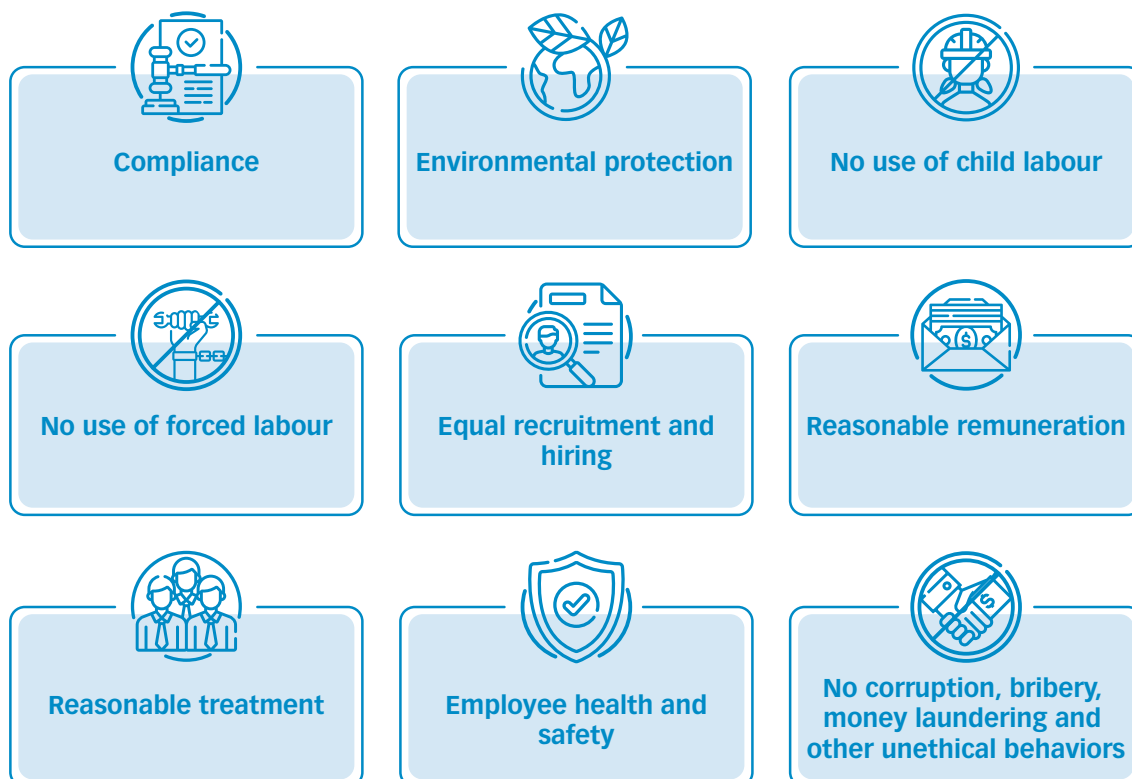 Compliance
Environmental protection
No use of child labour
No use of forced labour
Equal recruitment and
hiring
Reasonable remuneration
Reasonable treatment
Employee health and
safety
No corruption, bribery,
money laundering and
other unethical behaviors